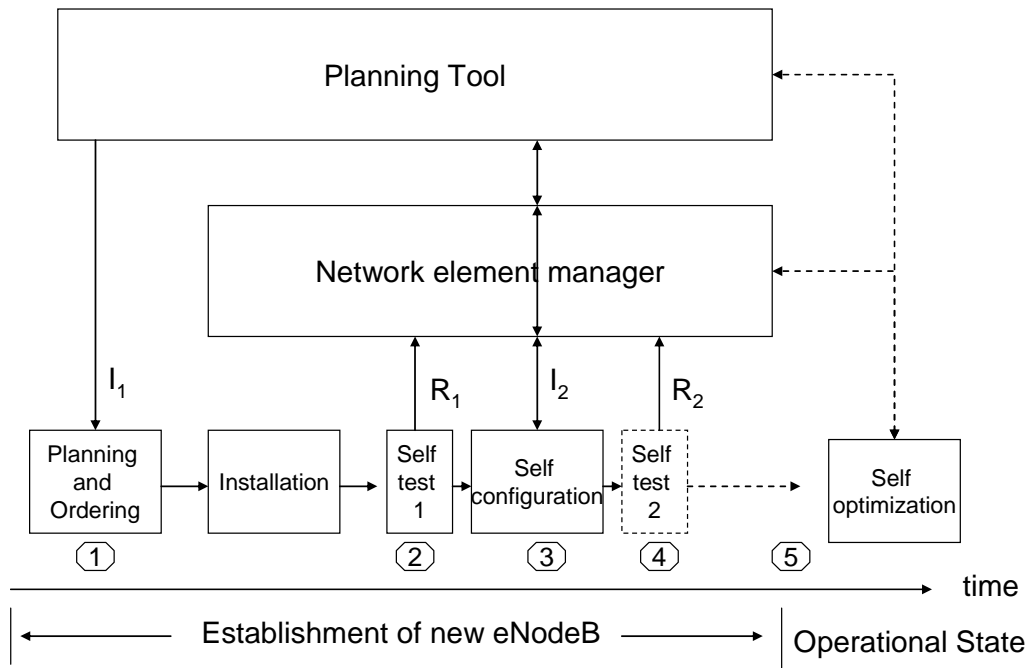 Planning Tool
Network element manager
I1
R1
I2
R2
Planning
and
Ordering
Installation
Self
test
1
Self
configuration
Self
test
2
Self
optimization
1
2
3
4
5
time
Establishment of new eNodeB
Operational State